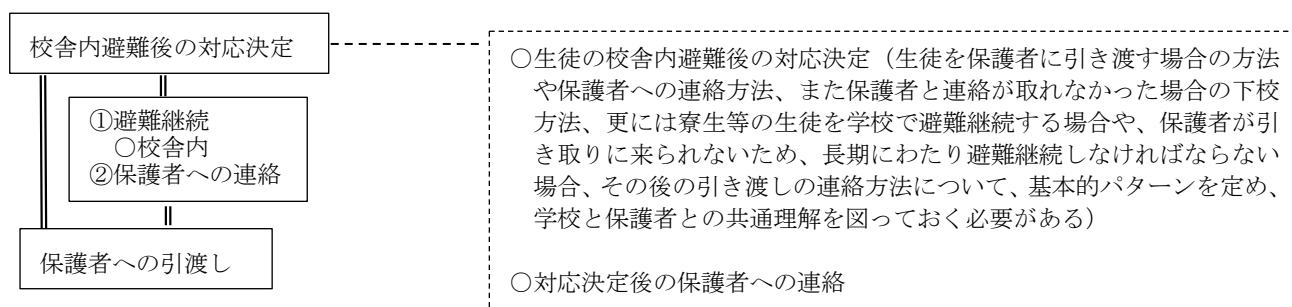 校舎内避難後の対応決定
①避難継続
○校舎内
②保護者への連絡
保護者への引渡し
○生徒の校舎内避難後の対応決定（生徒を保護者に引き渡す場合の方法
や保護者への連絡方法、また保護者と連絡が取れなかった場合の下校
方法、更には寮生等の生徒を学校で避難継続する場合や、保護者が引
き取りに来られないため、長期にわたり避難継続しなければならない
場合、その後の引き渡しの連絡方法について、基本的パターンを定め、
学校と保護者との共通理解を図っておく必要がある）
○対応決定後の保護者への連絡